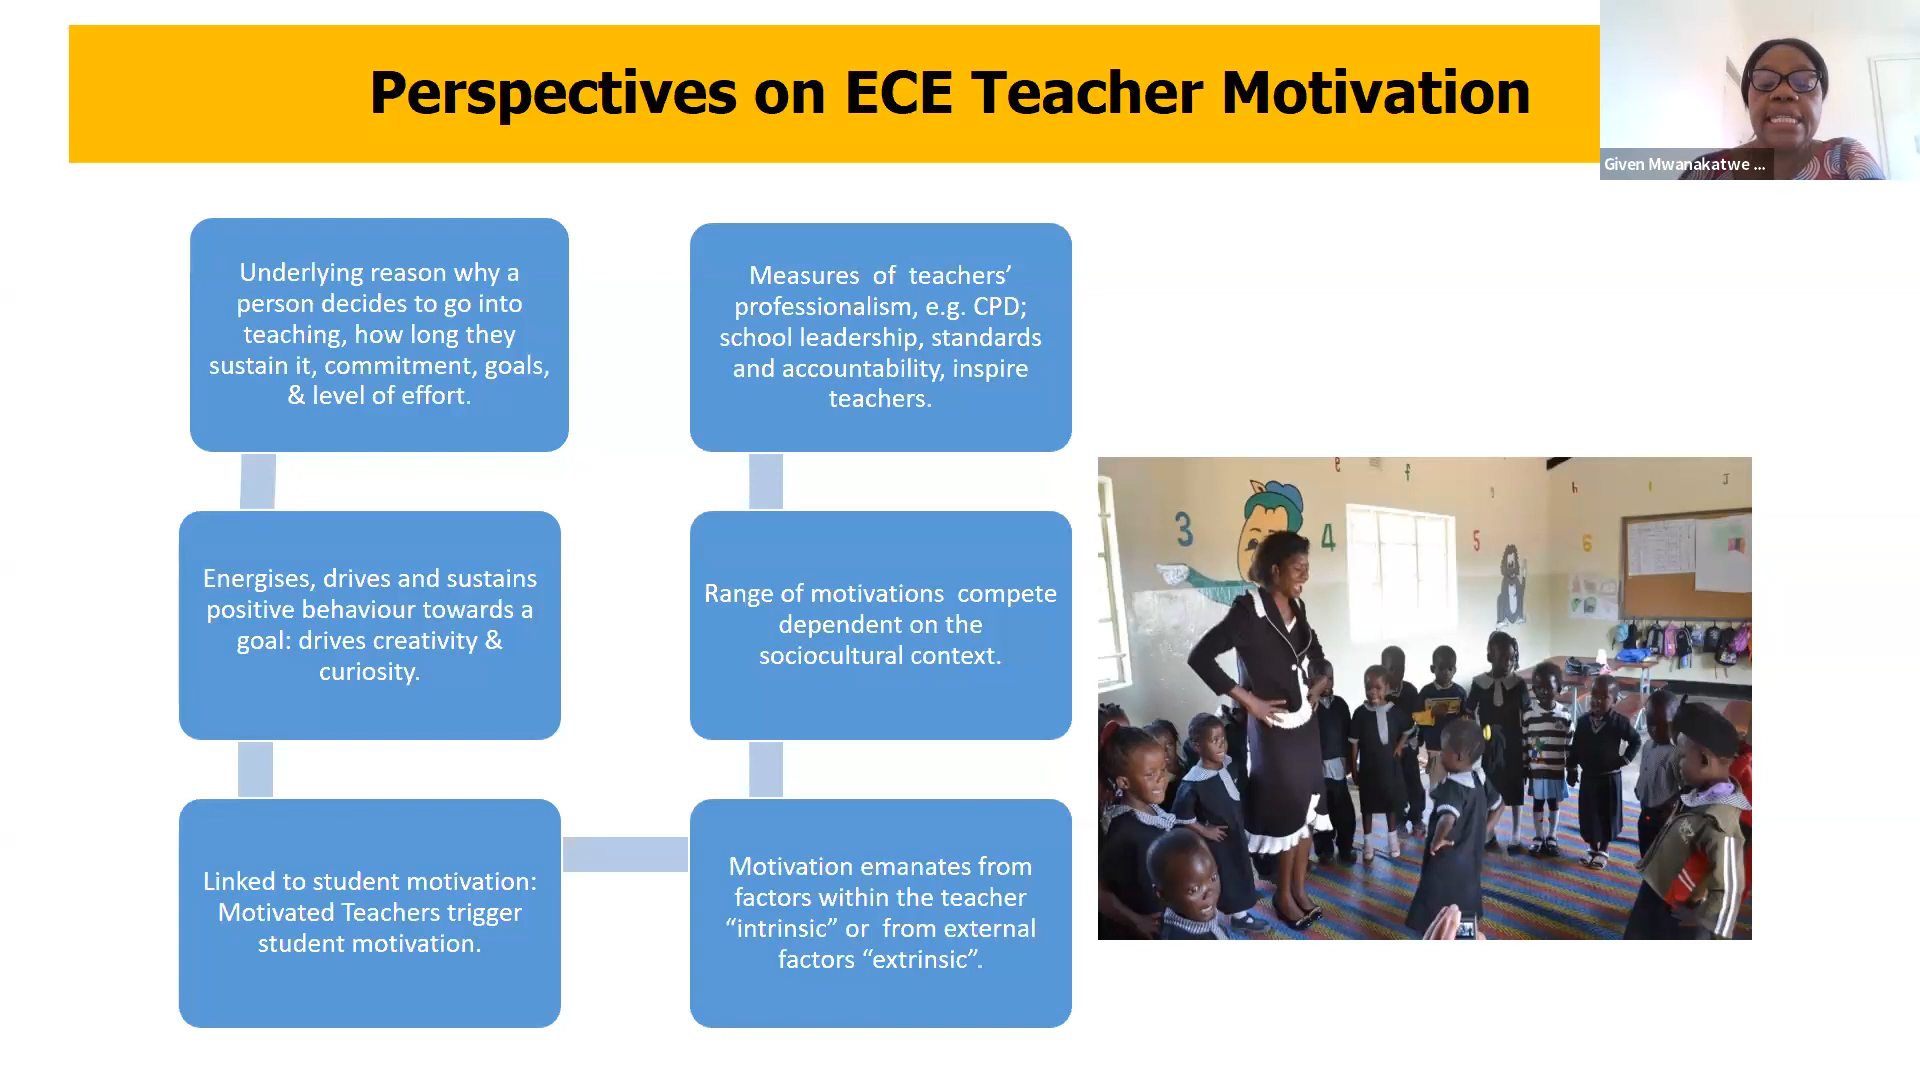 Perspectives on ECE Teacher Motivation
Given Mwanakatwe ...
Underlying reason why a
person decides to go into
teaching, how long they
sustain it, commitment, goals,
& level of effort.
Energises, drives and sustains
positive behaviour towards a
goal: drives creativity &
curiosity.
Linked to student motivation:
Motivated Teachers trigger
student motivation.
Motivation emanates from
factors within the teacher
“intrinsic” or  from external
factors “extrinsic”.
Range of motivations  compete
dependent on the
sociocultural context.
Measures  of  teachers’
professionalism, e.g. CPD;
school leadership, standards
and accountability, inspire
teachers.
e f h J
3 4 5 6